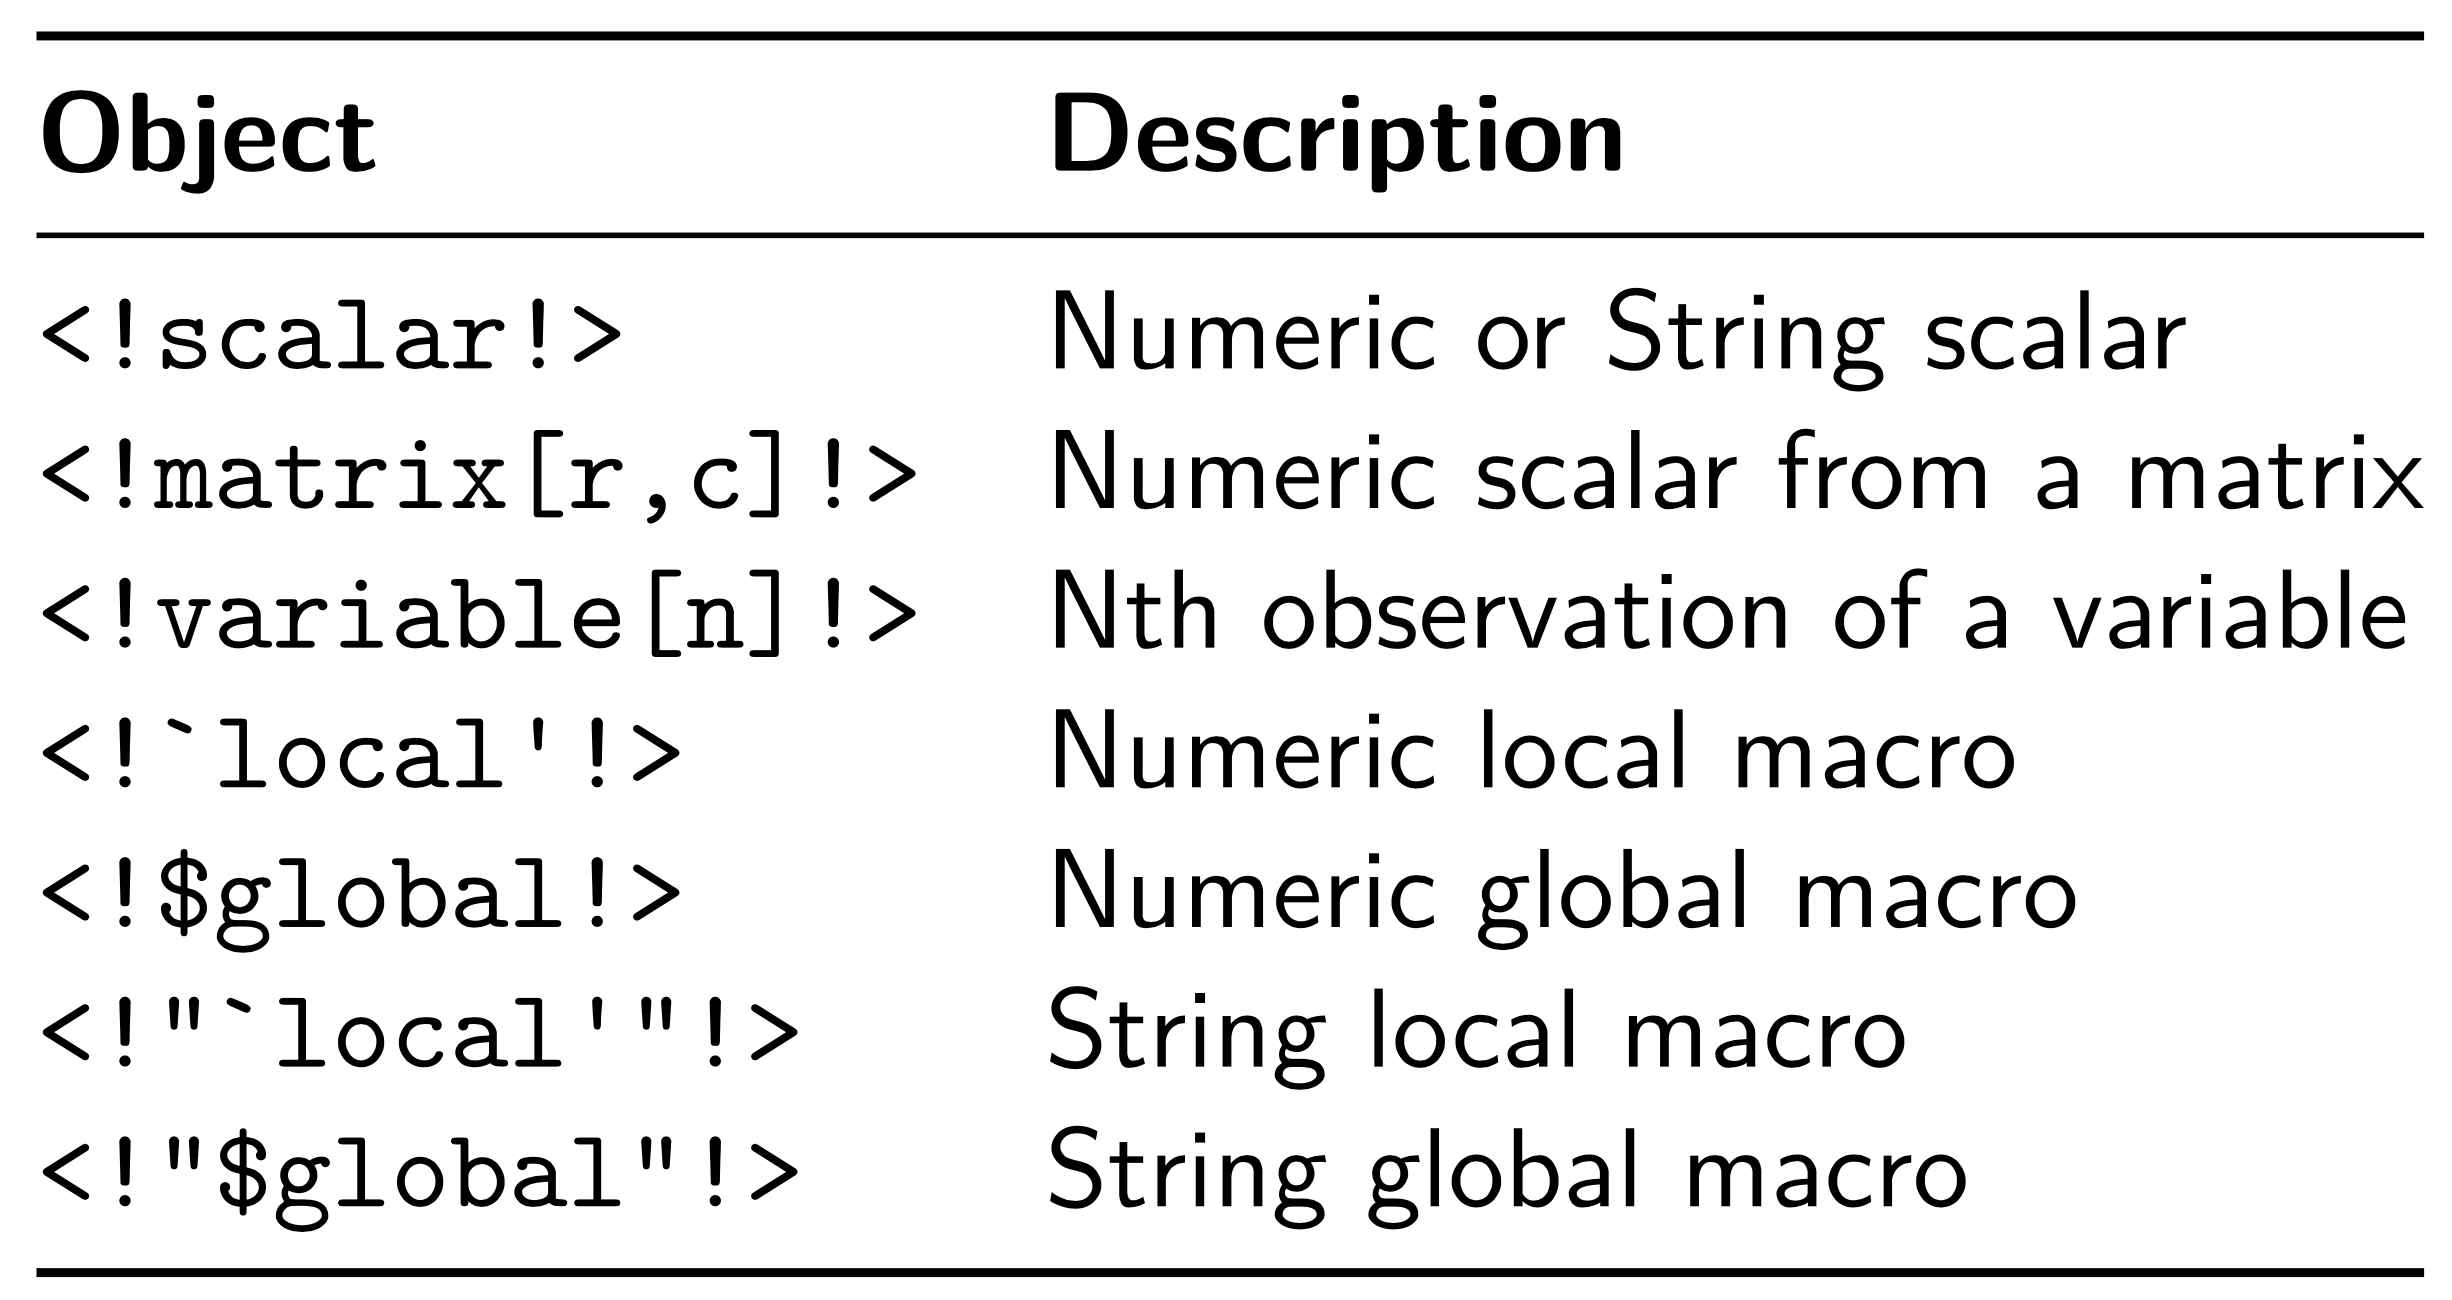 Object Description
<!scalar!> Numeric or String scalar
<!matrix[r,c]!> Numeric scalar from a matrix
<!variable[n]!> Nth observation of a variable
<!`local'!> Numeric local macro
<!$global!> Numeric global macro
<!"`local'"!> String local macro
<!"$global"!> String global macro